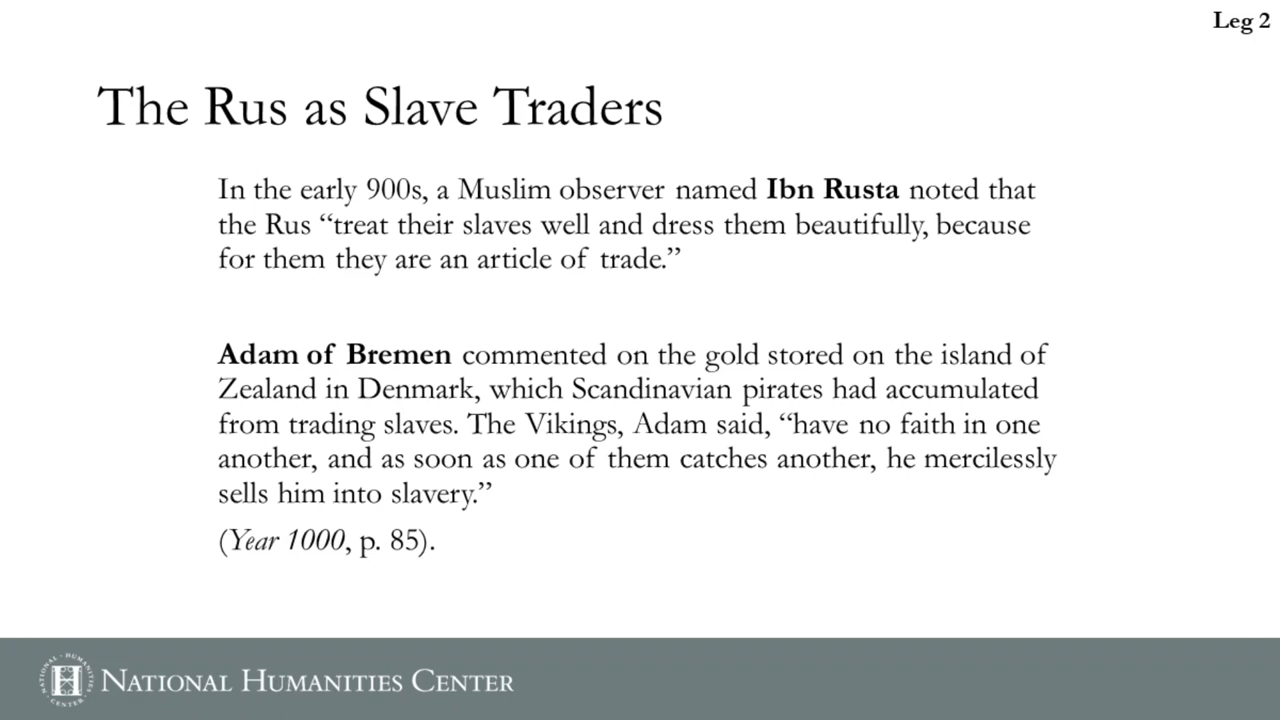 Leg 2
The Rus as Slave Traders
In the early 900s, a Muslim observer named Ibn Rusta noted that
the Rus “treat their slaves well and dress them beautifully, because
for them they are an article of trade.”
Adam of Bremen commented on the gold stored on the island of
Zealand in Denmark, which Scandinavian pirates had accumulated
from trading slaves. The Vikings, Adam said, “have no faith in one
another, and as soon as one of them catches another, he mercilessly
sells him into slavery.”
(Year 1000, p. 85).
NATIONAL · HUMANITIES · CENTER
H
NATIONAL HUMANITIES CENTER